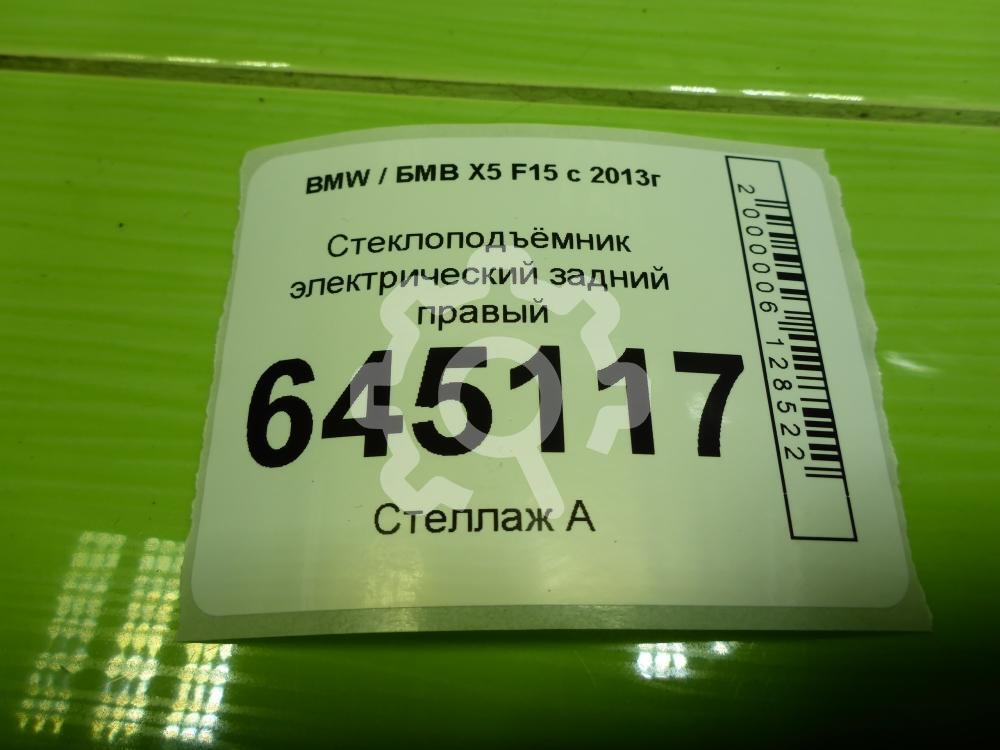 BMW / БМВ X5 F15 с 2013г
Стеклоподъёмник
электрический задний
правый
645117
Стеллаж А
2000006128522